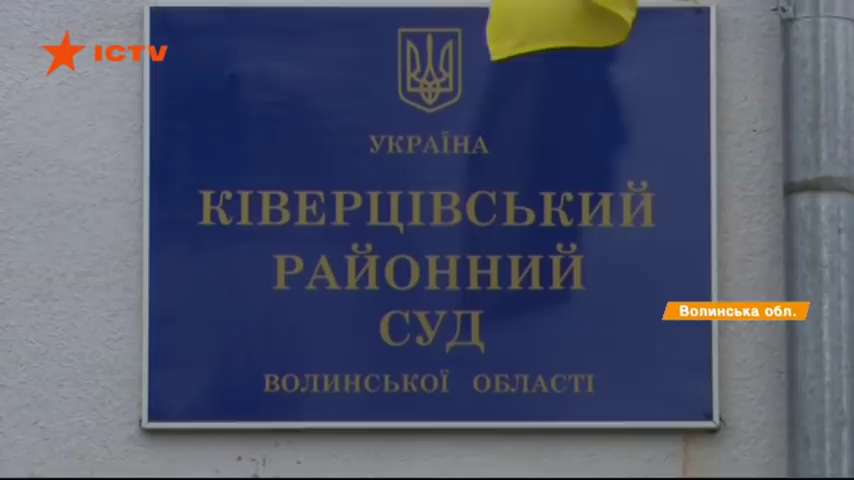 ICTV
УКРАЇНА
КІВЕРЦІВСЬКИЙ
РАЙОННИЙ
СУД
Волинська обл.
ВОЛИНСЬКОЇ ОБЛАСТІ